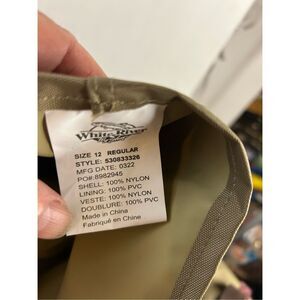 White River
SIZE 12 REGULAR
STYLE: 530833326
MFG DATE: 0322
PO#:8982945
SHELL: 100% NYLON
LINING: 100% PVC
VESTE: 100% NYLON
DOUBLURE: 100% PVC
Made in China
Fabriqué en China